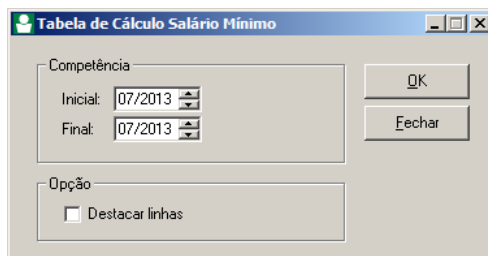 Tabela de Cálculo Salário Mínimo
Competência
Inicial: 07/2013
Final: 07/2013
OK
Fechar
Opção
Destacar linhas